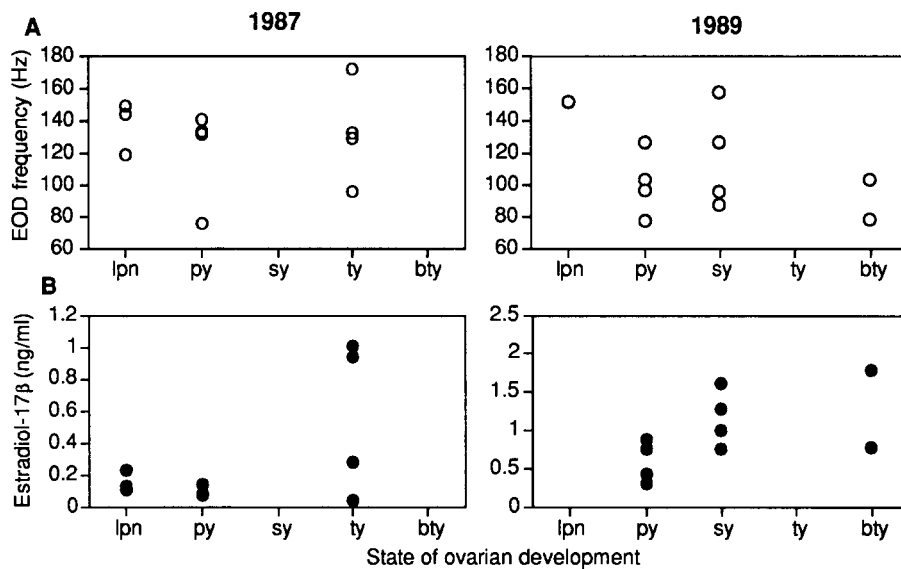 1987 1989
A
EOD frequency (Hz)
180 180
160 160
140 140
120 120
100 100
80 80
60 60
lpn py sy ty bty lpn py sy ty bty
B
Estradiol-17β (ng/ml)
1.2 2.5
1 2
0.8 1.5
0.6 1
0.4 0.5
0.2 0
0
lpn py sy ty bty lpn py sy ty bty
State of ovarian development